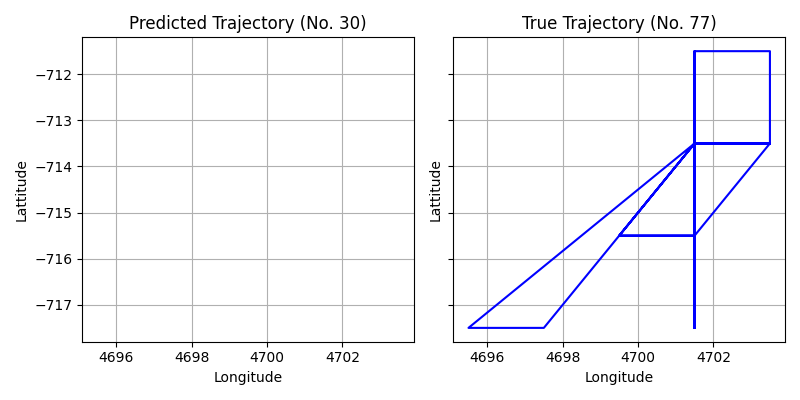 Predicted Trajectory (No. 30)
True Trajectory (No. 77)
−712
−713
−714
−715
−716
−717
Lattitude
Lattitude
4696
4698
4700
4702
4696
4698
4700
4702
Longitude
Longitude